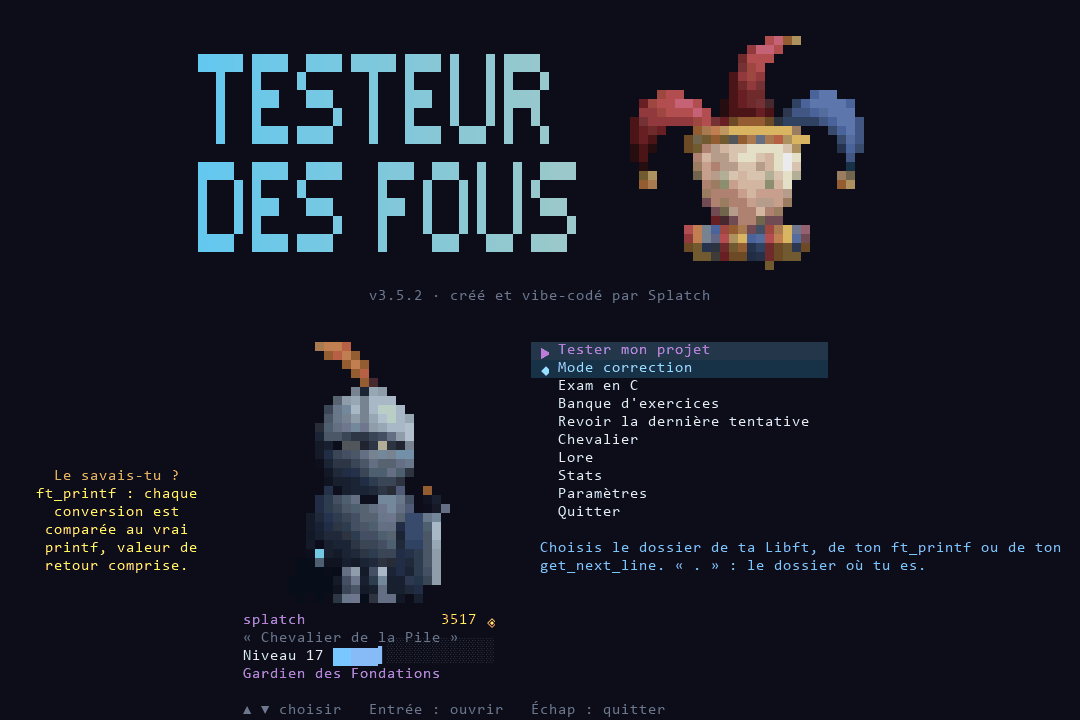 TESTEUR
DES FOUS
v3.5.2 · créé et vibe-codé par Splatch
▶ Tester mon projet
◆ Mode correction
Exam en C
Banque d'exercices
Revoir la dernière tentative
Chevalier
Lore
Stats
Paramètres
Quitter
Choisis le dossier de ta Libft, de ton ft_printf ou de ton
get_next_line. « . » : le dossier où tu es.
Le savais-tu ?
ft_printf : chaque
conversion est
comparée au vrai
printf, valeur de
retour comprise.
splatch 3517
« Chevalier de la Pile »
Niveau 17
Gardien des Fondations
▲ ▼ choisir Entrée : ouvrir Échap : quitter